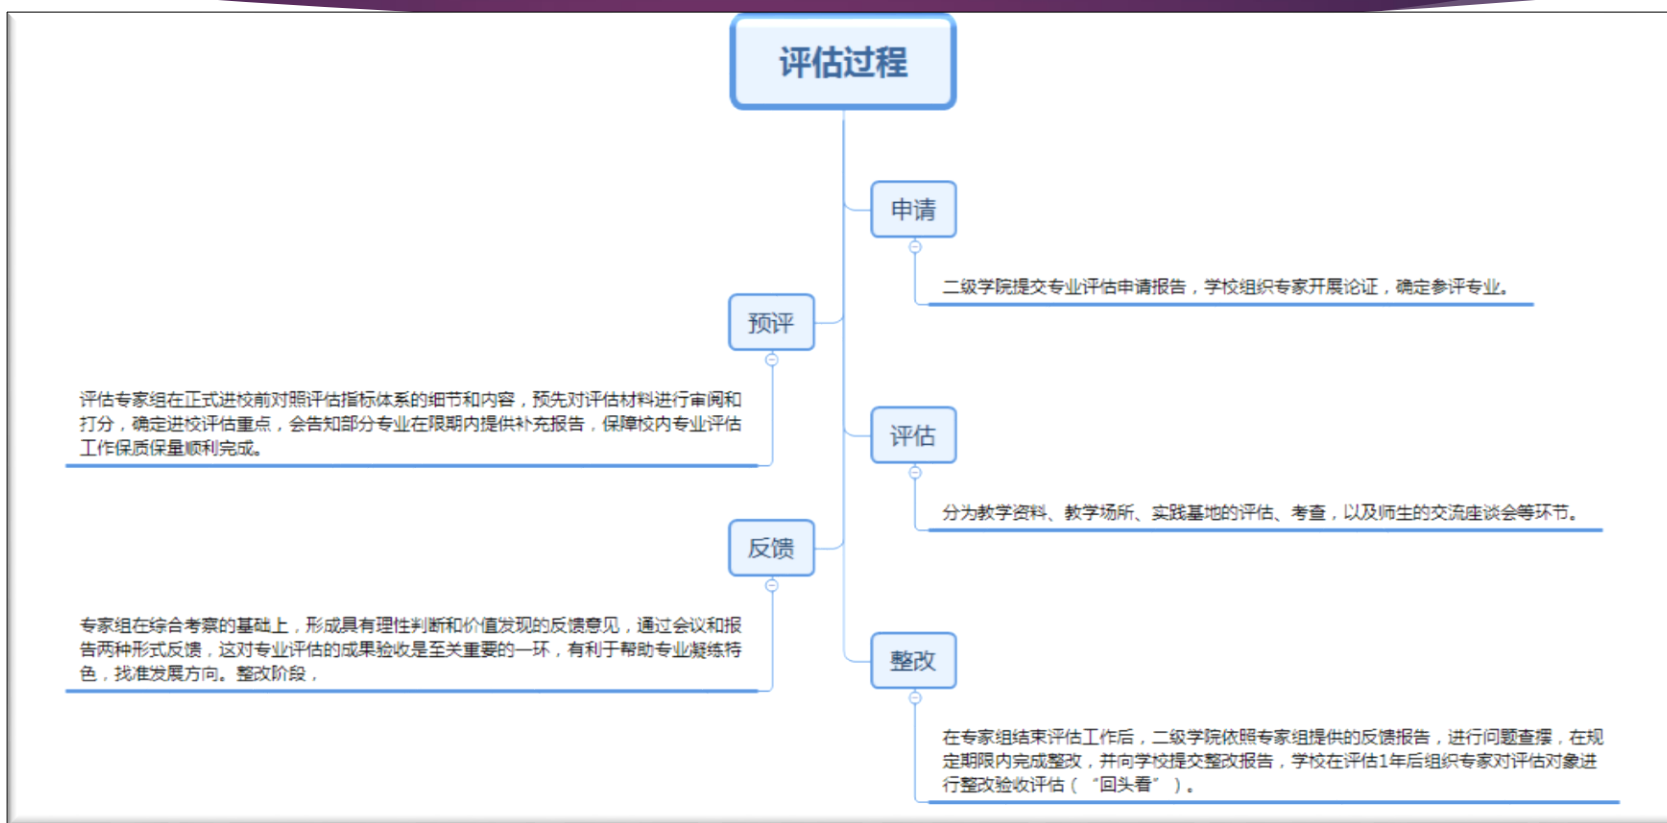 评估过程
申请
二级学院提交专业评估申请报告，学校组织专家开展论证，确定参评专业。
预评
评估专家组在正式进校前对照评估指标体系的细节和内容，预先对评估材料进行审阅和
打分，确定进校评估重点，会告知部分专业在限期内提供补充报告，保障校内专业评估
工作保质保量顺利完成。
评估
分为教学资料、教学场所、实践基地的评估、考查，以及师生的交流座谈会等环节。
反馈
专家组在综合考察的基础上，形成具有理性判断和价值发现的反馈意见，通过会议和报
告两种形式反馈，这对专业评估的成果验收是至关重要的一环，有利于帮助专业凝练特
色，找准发展方向。整改阶段，
整改
在专家组结束评估工作后，二级学院依照专家组提供的反馈报告，进行问题查摆，在规
定期限内完成整改，并向学校提交整改报告，学校在评估1年后组织专家对评估对象进
行整改验收评估（“回头看”）。